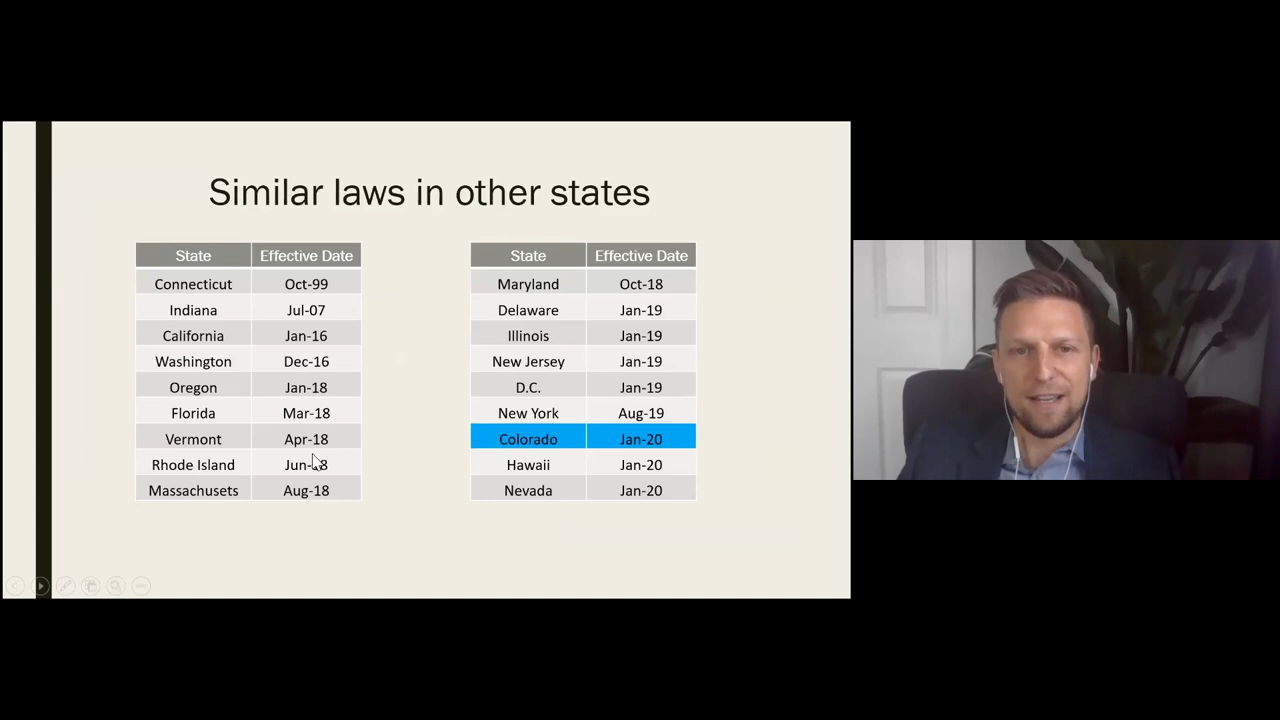 Similar laws in other states
State Effective Date
Connecticut Oct-99
Indiana Jul-07
California Jan-16
Washington Dec-16
Oregon Jan-18
Florida Mar-18
Vermont Apr-18
Rhode Island
Massachusets Aug-18
State Effective Date
Maryland Oct-18
Delaware Jan-19
Illinois Jan-19
New Jersey Jan-19
D.C. Jan-19
New York Aug-19
Colorado Jan-20
Hawaii Jan-20
Nevada Jan-20